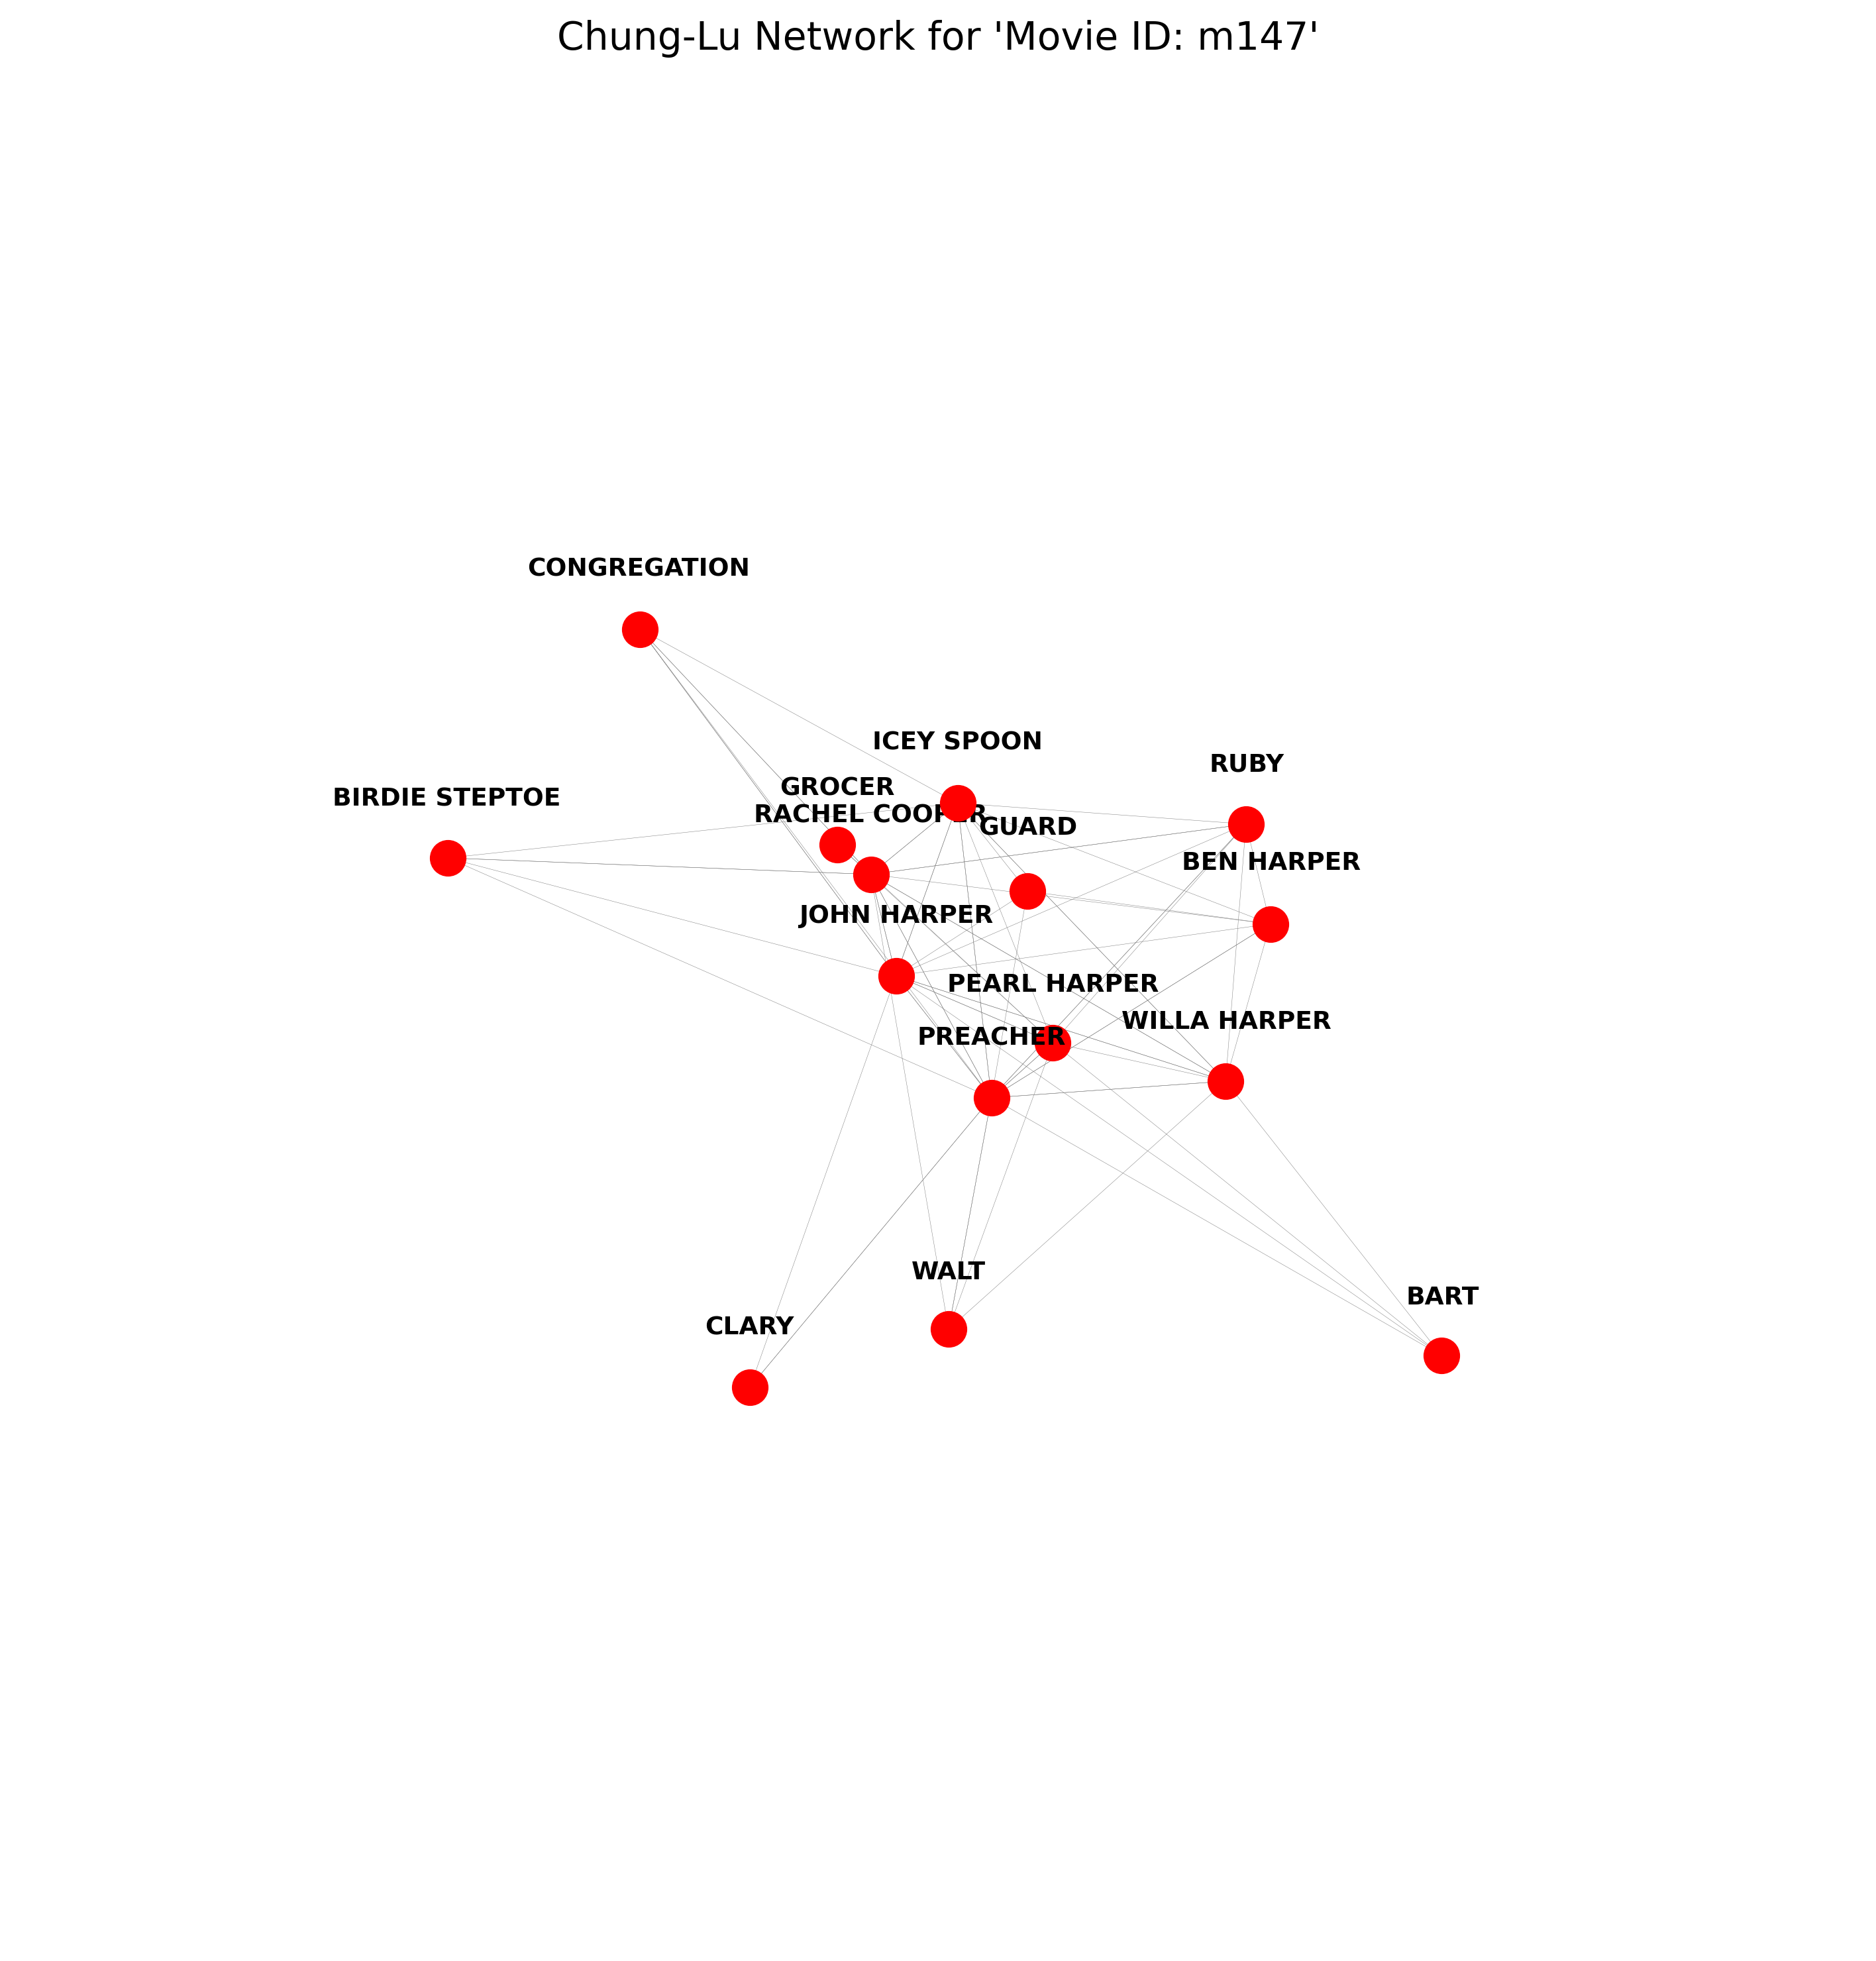 Chung-Lu Network for 'Movie ID: m147'
CONGREGATION
ICEY SPOON
RUBY
GROCER
BIRDIE STEPTOE
RACHEL COOPER
GUARD
BEN HARPER
JOHN HARPER
PEARL HARPER
WILLA HARPER
PREACHER
WALT
BART
CLARY